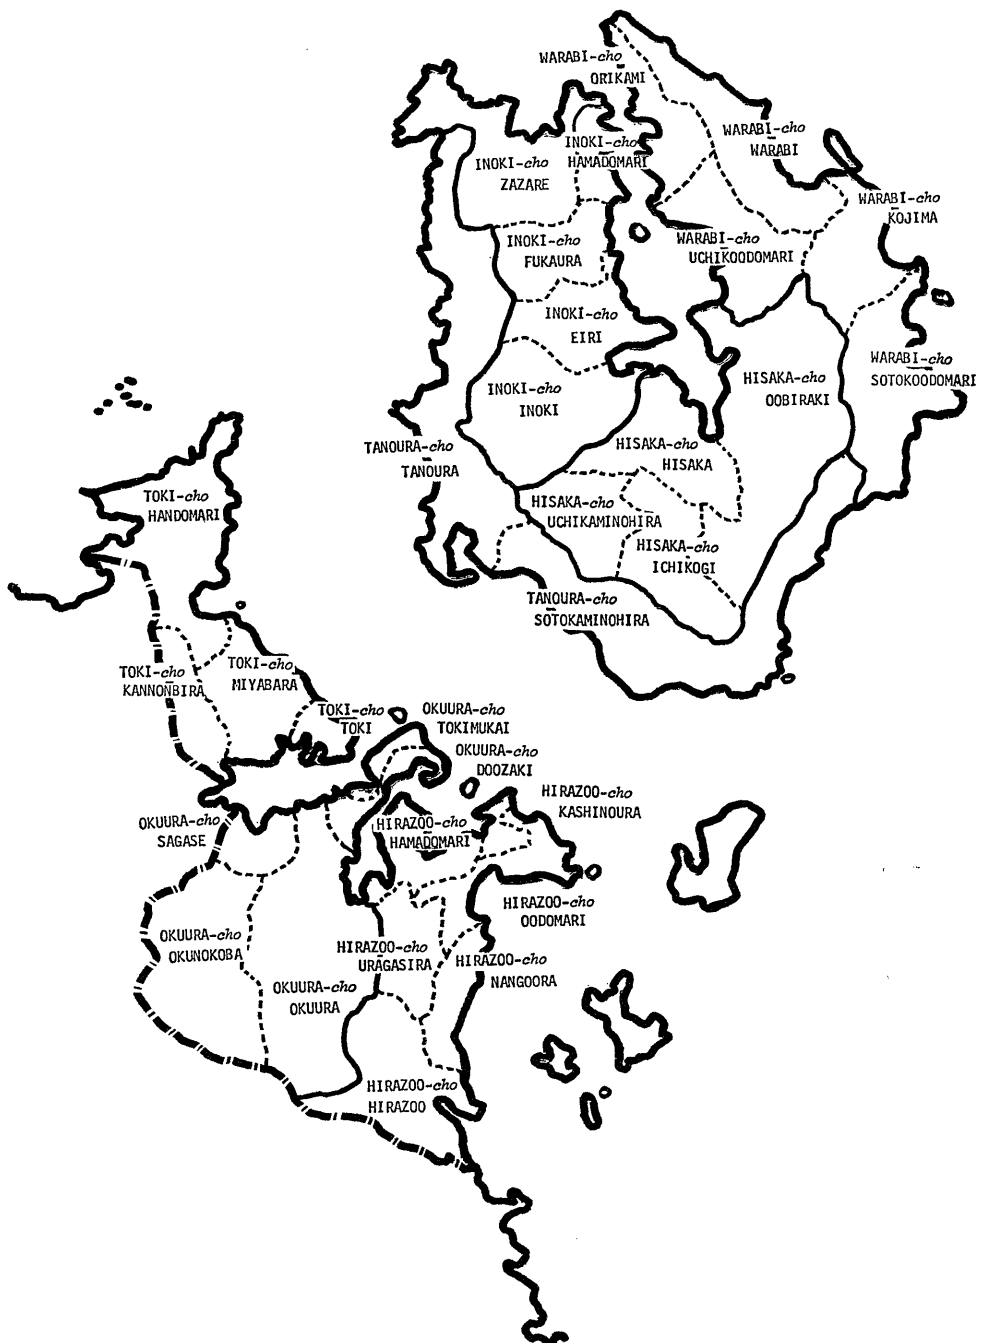 WARABI-cho
ORIKAMI
WARABI-cho
WARABI
INOKI-cho
HAMADOMARI
INOKI-cho
ZAZARE
WARABI-cho
KOJIMA
INOKI-cho
FUKAURA
WARABI-cho
UCHIKOODOMARI
INOKI-cho
EIRI
WARABI-cho
SOTOKOODOMARI
HISAKA-cho
OOBIRAKI
INOKI-cho
INOKI
TANOURA-cho
TANOURA
HISAKA-cho
HISAKA
TOKI-cho
HANDOMARI
HISAKA-cho
UCHIKAMINOHIRA
HISAKA-cho
ICHIKOGI
TANOURA-cho
SOTOKAMINOHIRA
TOKI-cho
KANNONBIRA
TOKI-cho
MIYABARA
TOKI-cho
TOKI
OKUURA-cho
TOKIMUKAI
OKUURA-cho
DOOZAKI
HIRAZOO-cho
KASHINOURA
OKUURA-cho
SAGASE
HIRAZOO-cho
HAMADOMARI
HIRAZOO-cho
OODOMARI
OKUURA-cho
OKUNOKOBA
HIRAZOO-cho
URAGASIRA
HIRAZOO-cho
NANGOORA
OKUURA-cho
OKUURA
HIRAZOO-cho
HIRAZOO